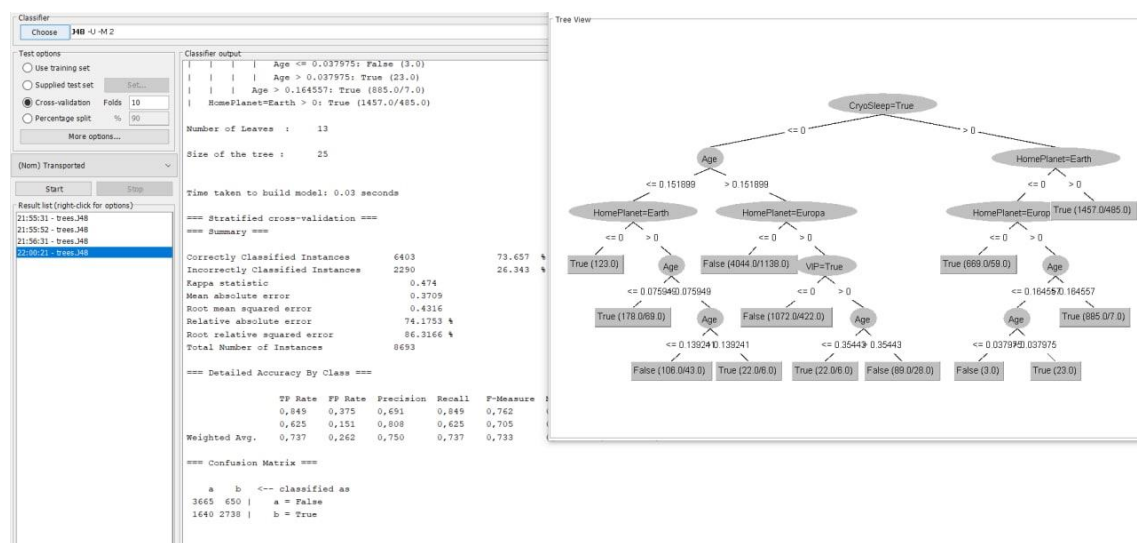 Classifier
Choose J48 -U -M 2
Test options
Use training set
Supplied test set Set...
Cross-validation Folds 10
Percentage split % 90
More options...
(Nom) Transported
Start Stop
Result list (right-click for options)
21:55:31 - trees.J48
21:55:52 - trees.J48
21:56:31 - trees.J48
22:00:21 - trees.J48
Classifier output
| | | | Age <= 0.037975: False (3.0)
| | | | Age > 0.037975: True (23.0)
| | | Age > 0.164557: True (885.0/7.0)
| HomePlanet=Earth > 0: True (1457.0/485.0)
Number of Leaves : 13
Size of the tree : 25
Time taken to build model: 0.03 seconds
=== Stratified cross-validation ===
=== Summary ===
Correctly Classified Instances 6403 73.657 %
Incorrectly Classified Instances 2290 26.343 %
Kappa statistic 0.474
Mean absolute error 0.3709
Root mean squared error 0.4316
Relative absolute error 74.1753 %
Root relative squared error 86.3166 %
Total Number of Instances 8693
=== Detailed Accuracy By Class ===
TP Rate FP Rate Precision Recall F-Measure
0,849 0,375 0,691 0,849 0,762
0,625 0,151 0,808 0,625 0,705
Weighted Avg. 0,737 0,262 0,750 0,737 0,733
=== Confusion Matrix ===
a b <-- classified as
3665 650 | a = False
1640 2738 | b = True
Tree View
CryoSleep=True
<= 0 > 0
Age HomePlanet=Earth
<= 0.151899 > 0.151899 <= 0 > 0
HomePlanet=Earth HomePlanet=Europa HomePlanet=Europ True (1457.0/485.0)
<= 0 > 0 <= 0 > 0 <= 0 > 0
True (123.0) Age False (4044.0/1138.0) VIP=True True (669.0/59.0) Age
<= 0.075949 0.075949 <= 0 > 0 <= 0.164557 0.164557
True (178.0/69.0) Age False (1072.0/422.0) Age Age True (885.0/7.0)
<= 0.139241 0.139241 <= 0.35443 0.35443 <= 0.037975 0.037975
False (106.0/43.0) True (22.0/6.0) True (22.0/6.0) False (89.0/28.0) False (3.0) True (23.0)